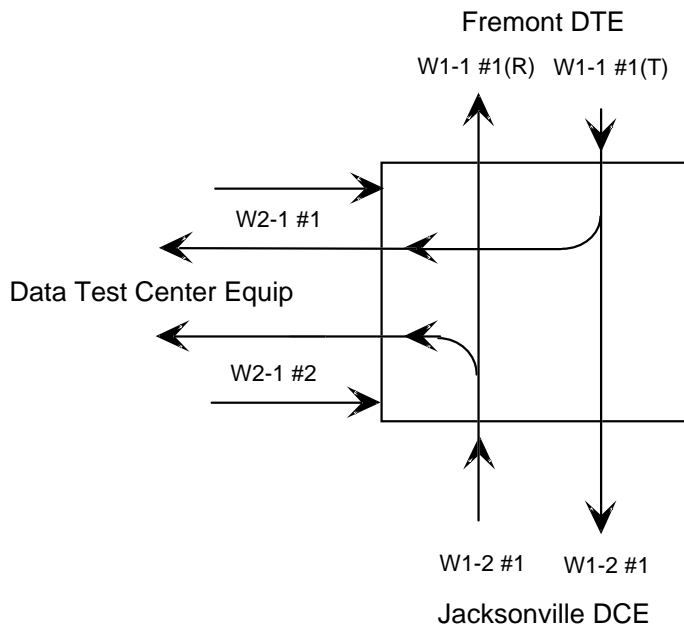 Fremont DTE
W1-1 #1(R) W1-1 #1(T)
W2-1 #1
Data Test Center Equip
W2-1 #2
W1-2 #1 W1-2 #1
Jacksonville DCE